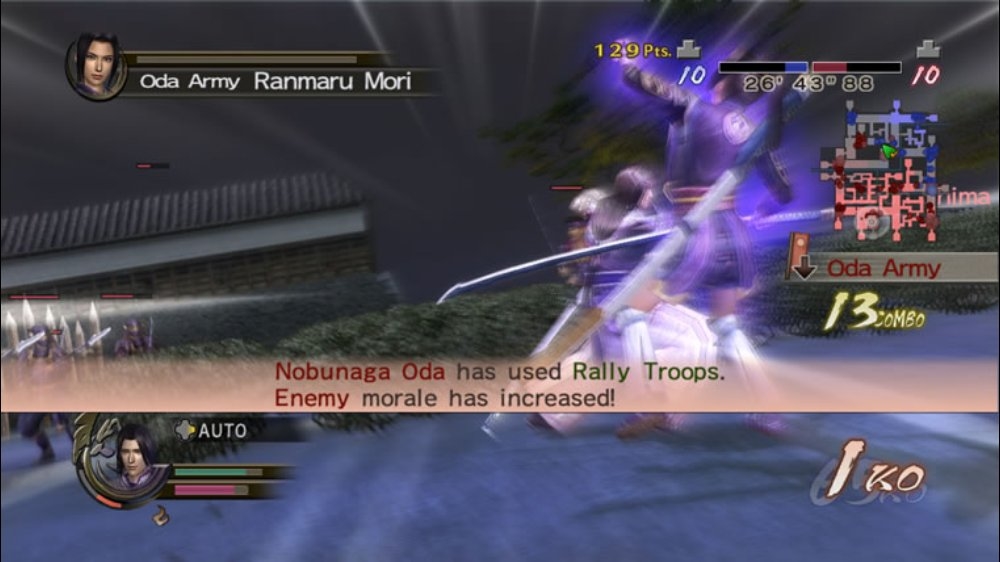 129 Pts.
10
10
26' 43" 88
Oda Army Ranmaru Mori
uima
Oda Army
13 COMBO
Nobunaga Oda has used Rally Troops.
Enemy morale has increased!
AUTO
1 KO